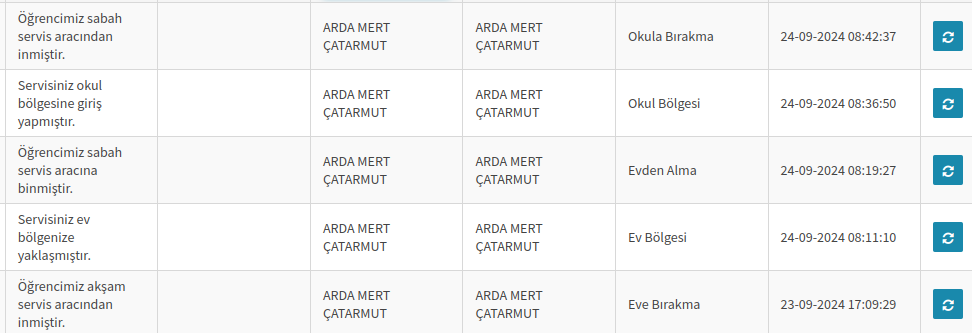 Öğrencimiz sabah
servis aracından
inmiştir.
ARDA MERT
ÇATARMUT
ARDA MERT
ÇATARMUT
Okula Bırakma
24-09-2024 08:42:37
Servisiniz okul
bölgesine giriş
yapmıştır.
ARDA MERT
ÇATARMUT
ARDA MERT
ÇATARMUT
Okul Bölgesi
24-09-2024 08:36:50
Öğrencimiz sabah
servis aracına
binmiştir.
ARDA MERT
ÇATARMUT
ARDA MERT
ÇATARMUT
Evden Alma
24-09-2024 08:19:27
Servisiniz ev
bölgenize
yaklaşmıştır.
ARDA MERT
ÇATARMUT
ARDA MERT
ÇATARMUT
Ev Bölgesi
24-09-2024 08:11:10
Öğrencimiz akşam
servis aracından
inmiştir.
ARDA MERT
ÇATARMUT
ARDA MERT
ÇATARMUT
Eve Bırakma
23-09-2024 17:09:29